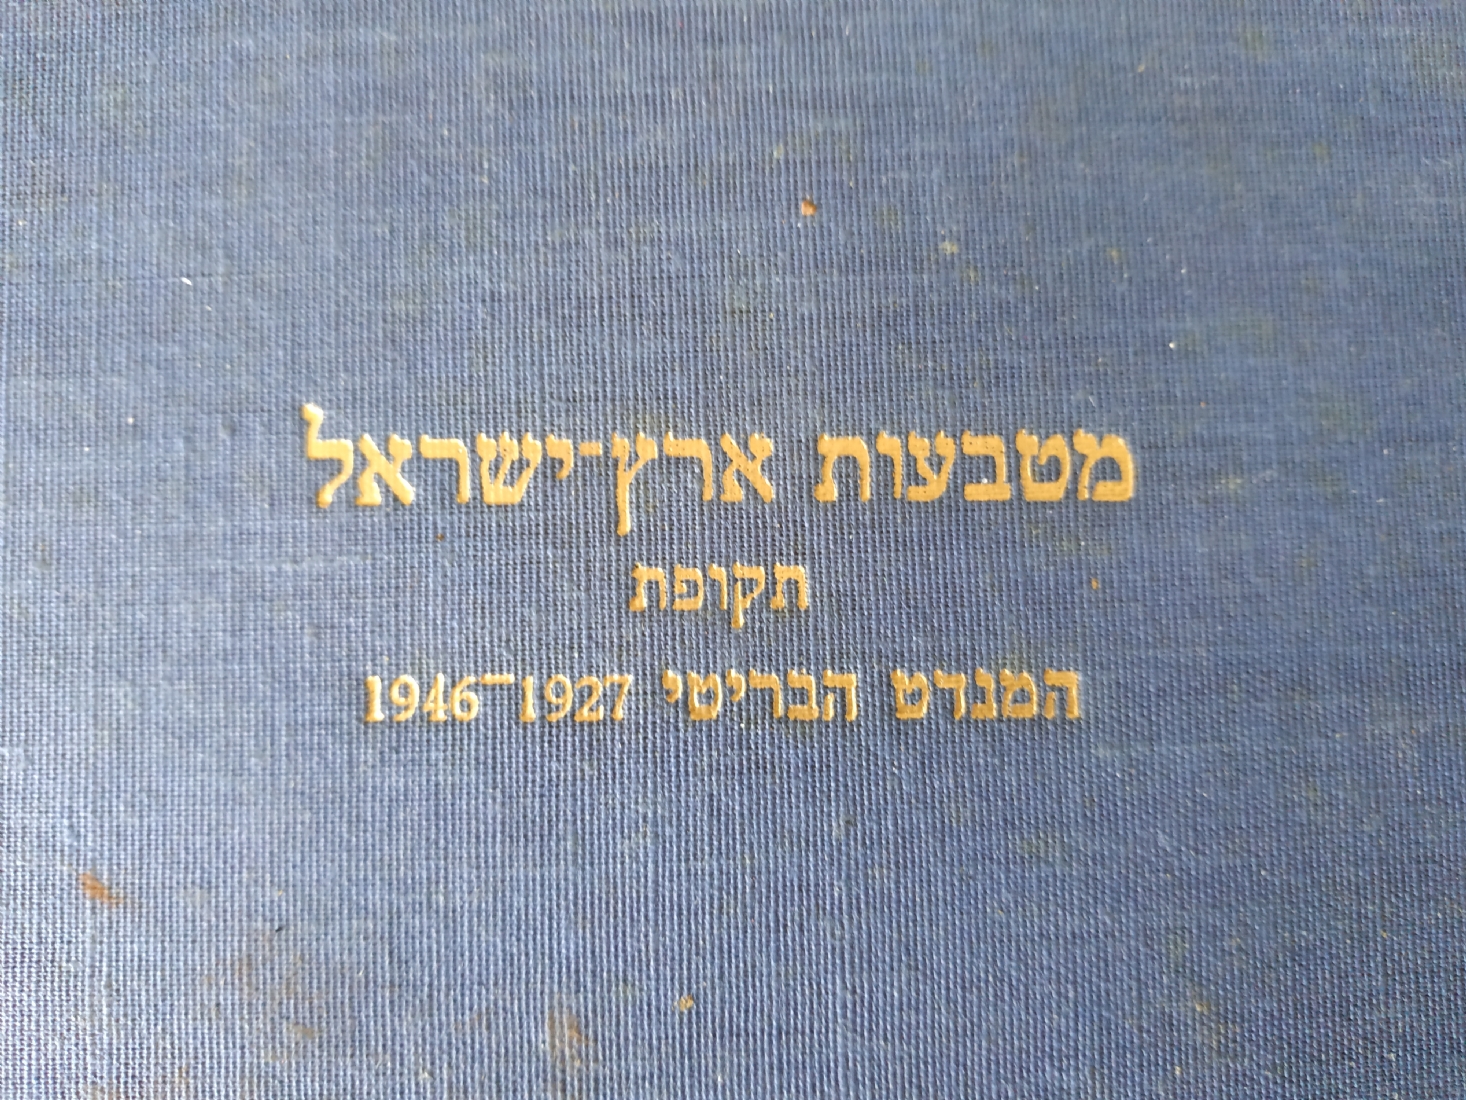 מטבעות ארץ־ישראל
תקופת
המנדט הבריטי 1927–1946